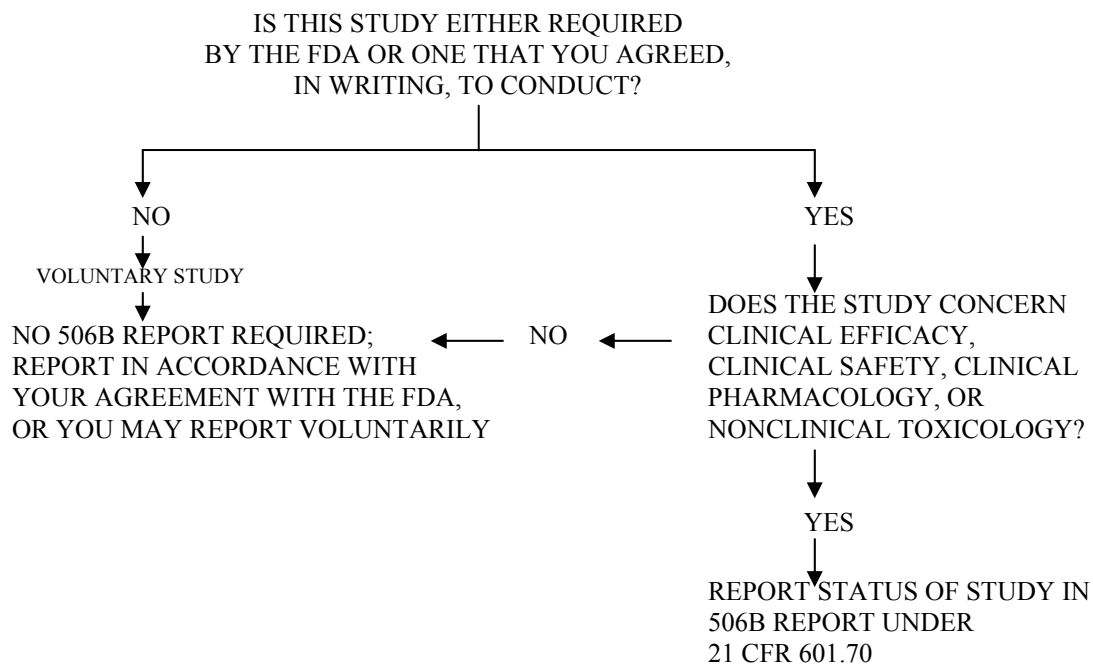 IS THIS STUDY EITHER REQUIRED
BY THE FDA OR ONE THAT YOU AGREED,
IN WRITING, TO CONDUCT?
NO
YES
VOLUNTARY STUDY
NO 506B REPORT REQUIRED;
REPORT IN ACCORDANCE WITH
YOUR AGREEMENT WITH THE FDA,
OR YOU MAY REPORT VOLUNTARILY
NO
DOES THE STUDY CONCERN
CLINICAL EFFICACY,
CLINICAL SAFETY, CLINICAL
PHARMACOLOGY, OR
NONCLINICAL TOXICOLOGY?
YES
REPORT STATUS OF STUDY IN
506B REPORT UNDER
21 CFR 601.70